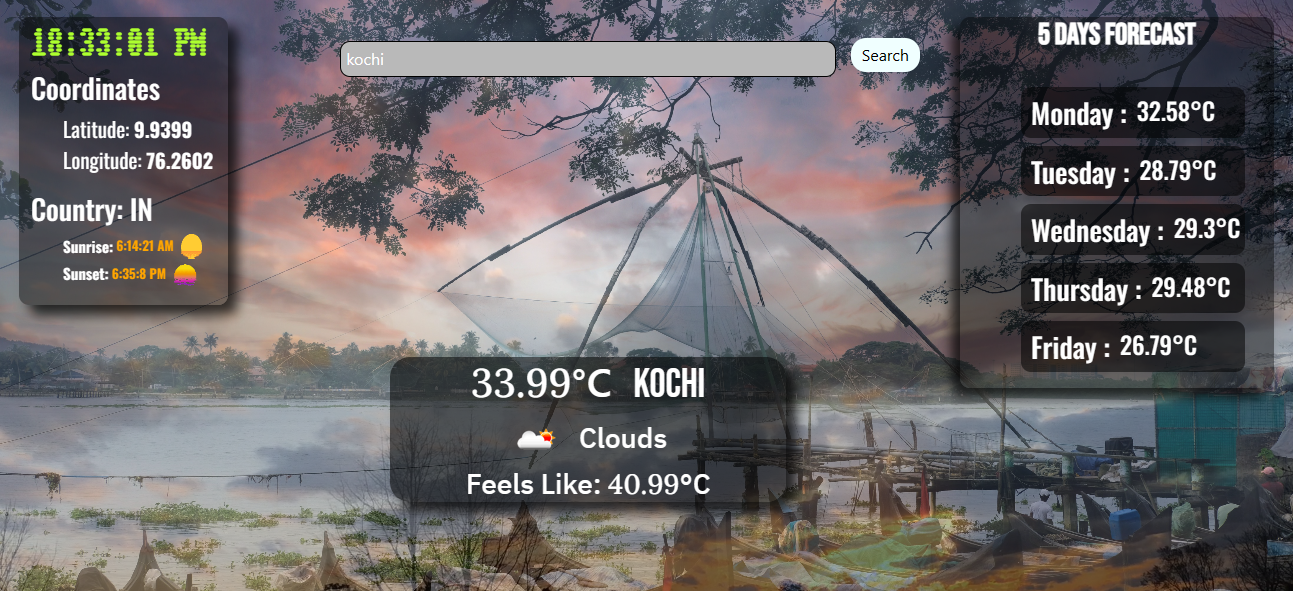 18:33:01 PM
Coordinates
Latitude: 9.9399
Longitude: 76.2602
Country: IN
Sunrise: 6:14:21 AM
Sunset: 6:35:8 PM
kochi
Search
33.99°C KOCHI
Clouds
Feels Like: 40.99°C
5 DAYS FORECAST
Monday : 32.58°C
Tuesday : 28.79°C
Wednesday : 29.3°C
Thursday : 29.48°C
Friday : 26.79°C